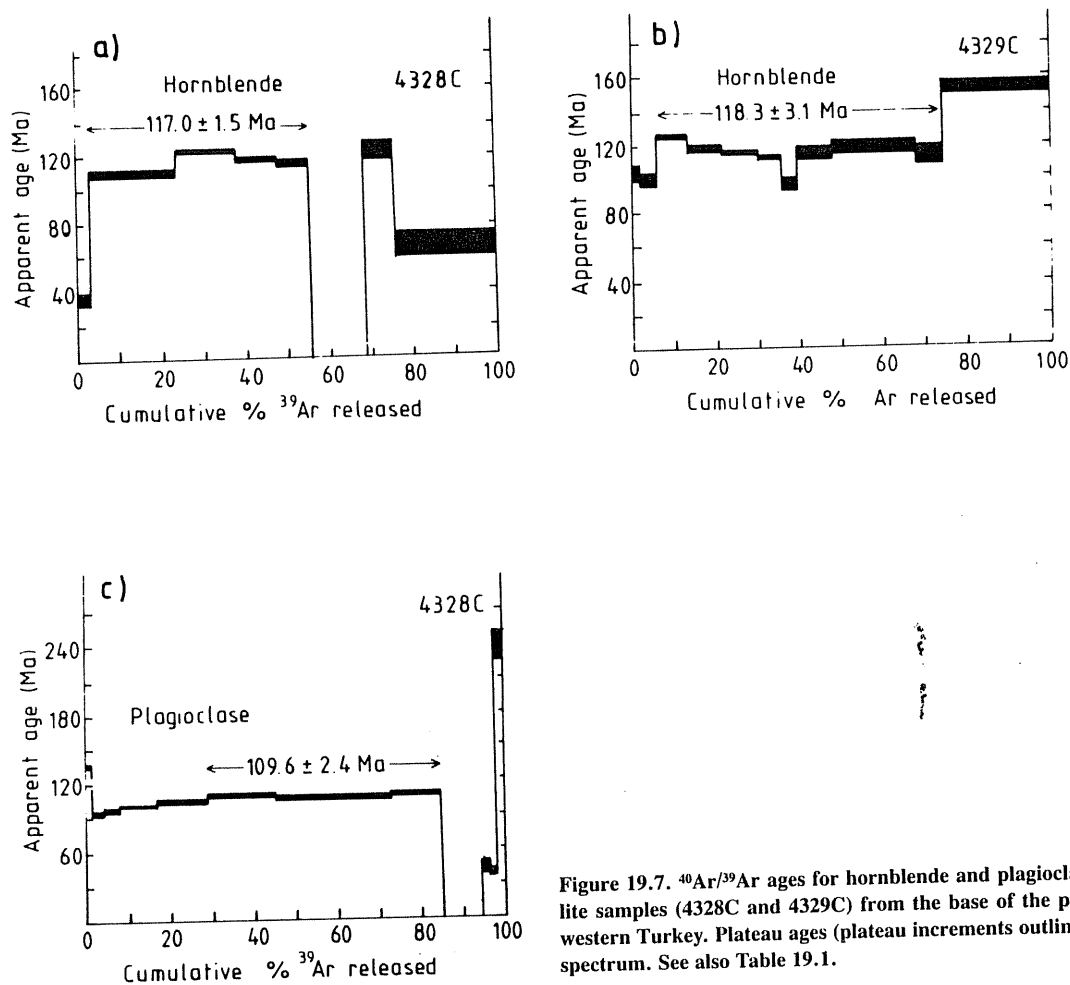 a)
Hornblende
4328C
117.0 ± 1.5 Ma
Apparent age (Ma)
160
120
80
40
0 20 40 60 80 100
Cumulative % ³⁹Ar released
b)
4329C
Hornblende
118.3 ± 3.1 Ma
Apparent age (Ma)
160
120
80
40
0 20 40 60 80 100
Cumulative % Ar released
c)
4328C
Plagioclase
109.6 ± 2.4 Ma
Apparent age (Ma)
240
180
120
60
0 20 40 60 80 100
Cumulative % ³⁹Ar released
Figure 19.7. ⁴⁰Ar/³⁹Ar ages for hornblende and
lite samples (4328C and 4329C) from the base of the
western Turkey. Plateau ages (plateau increments
spectrum. See also Table 19.1.